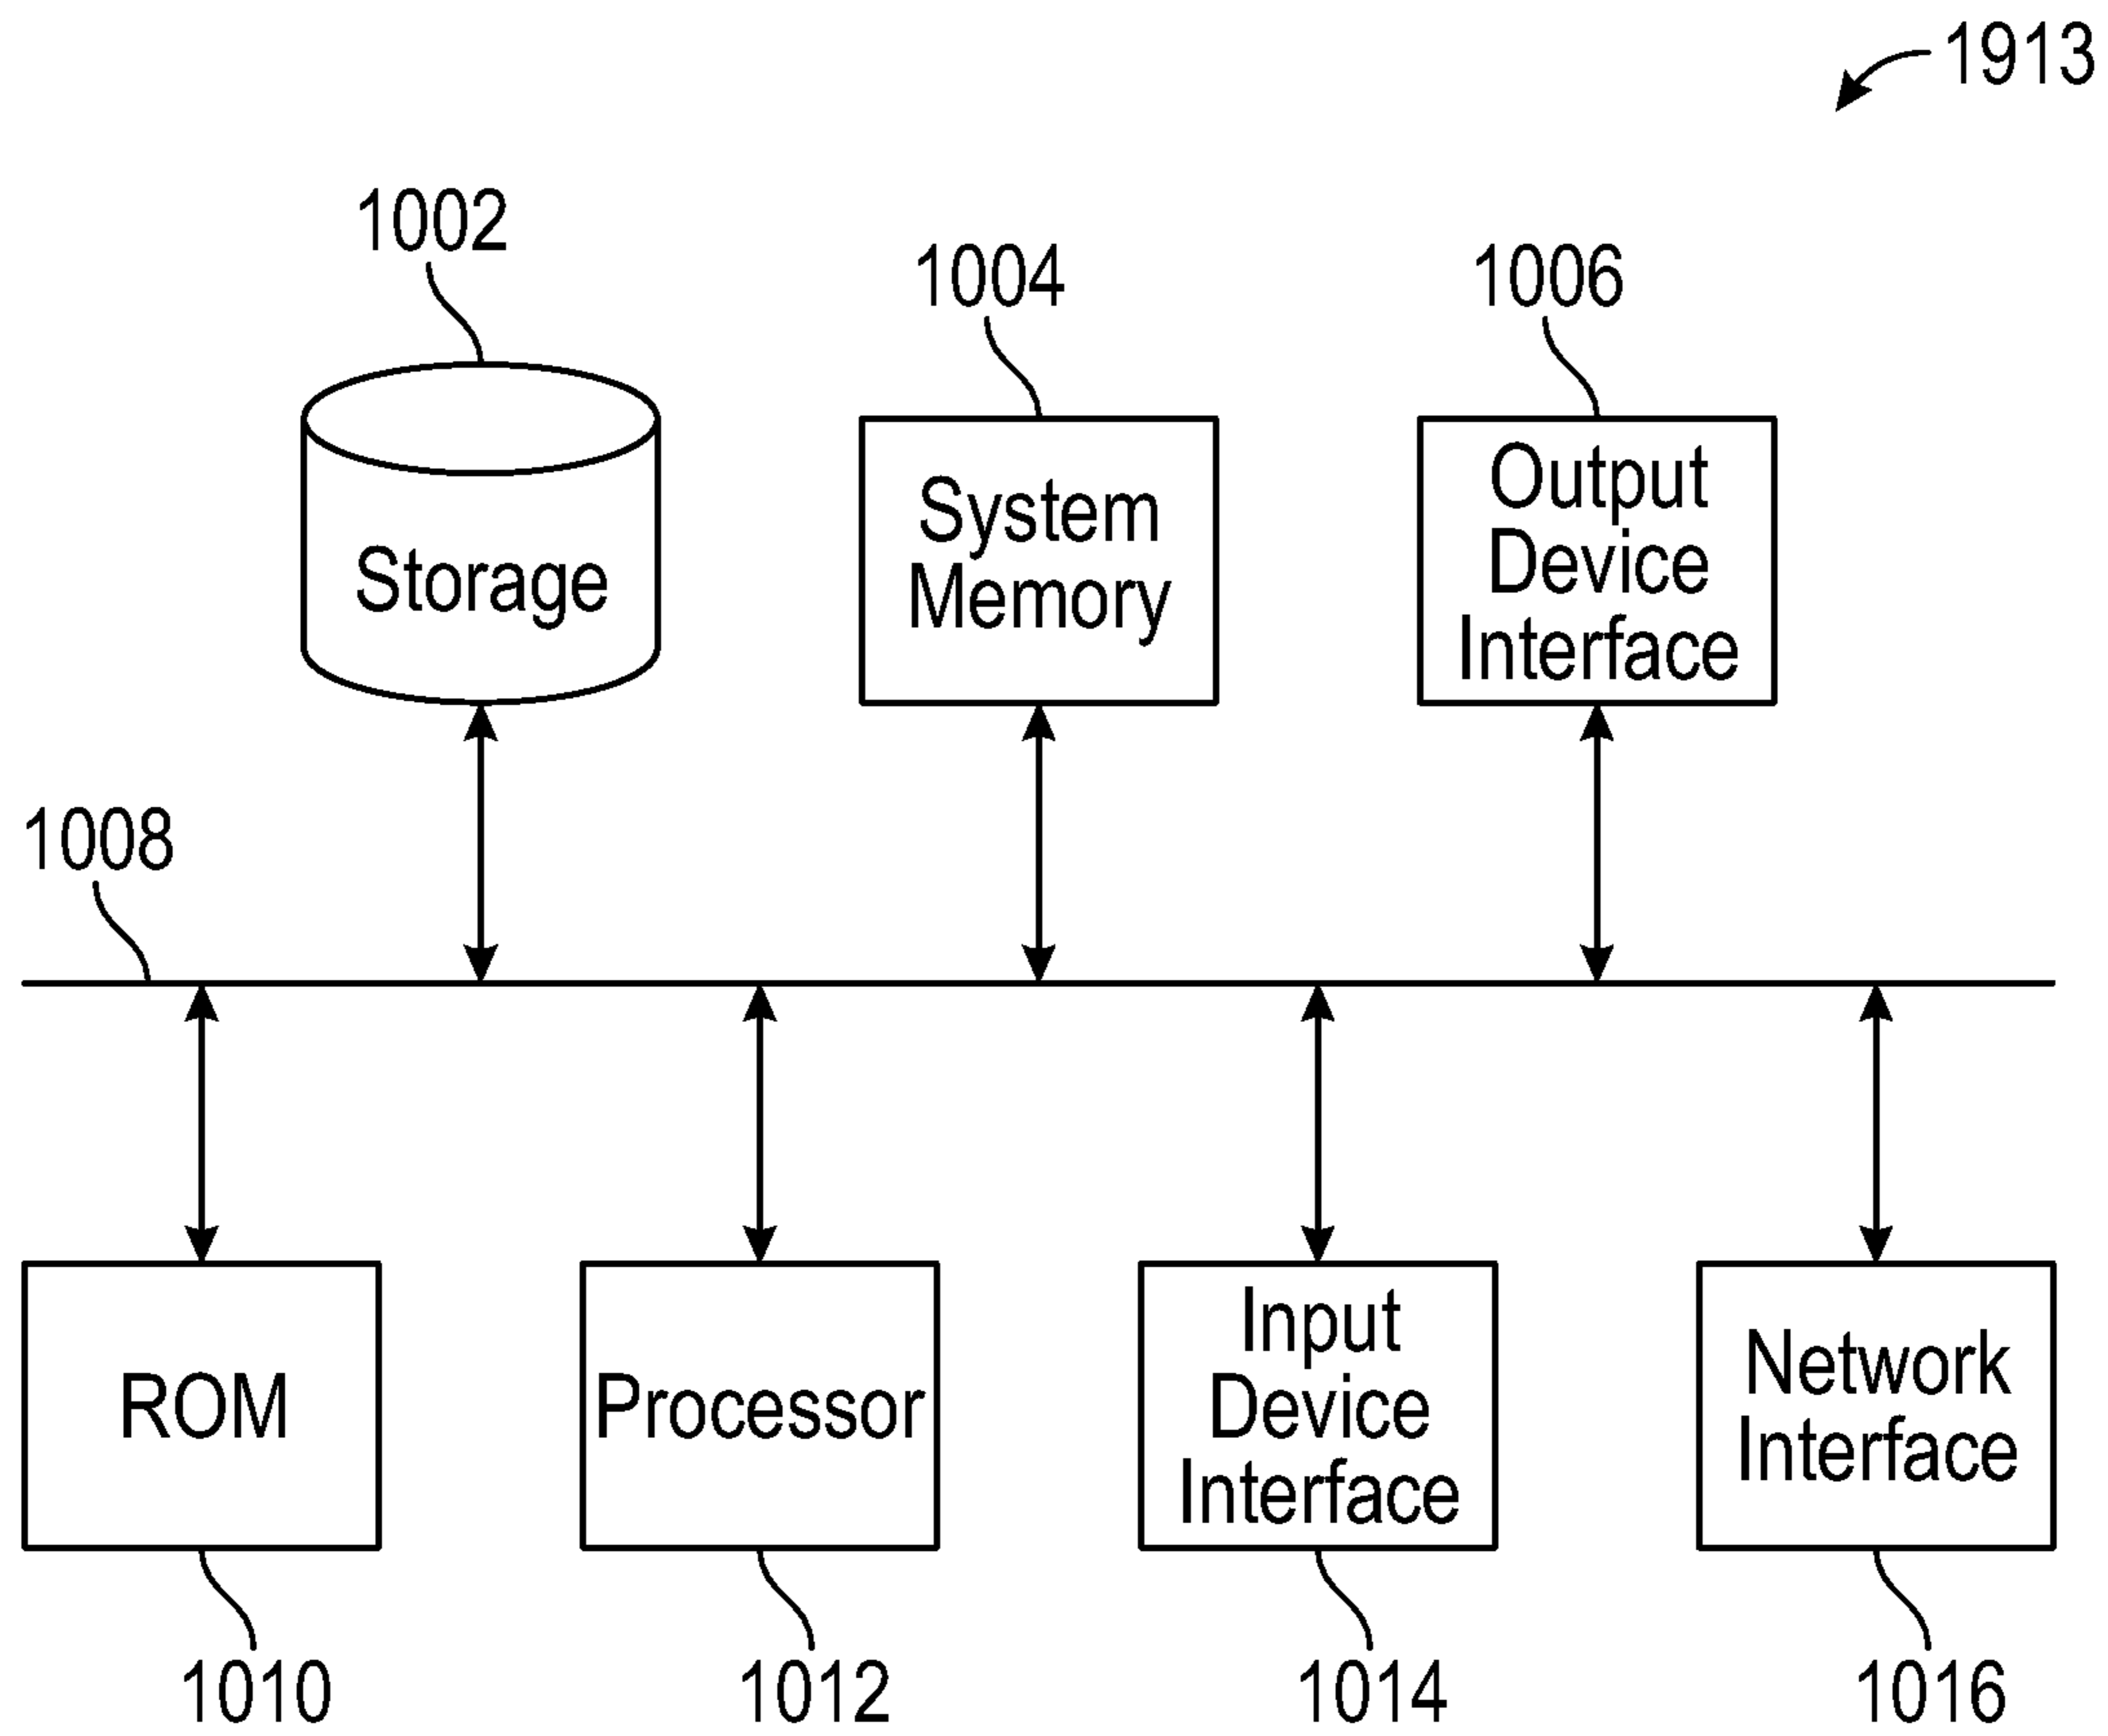 1913
1002
1004
1006
Storage
System
Memory
Output
Device
Interface
1008
ROM
Processor
Input
Device
Interface
Network
Interface
1010
1012
1014
1016